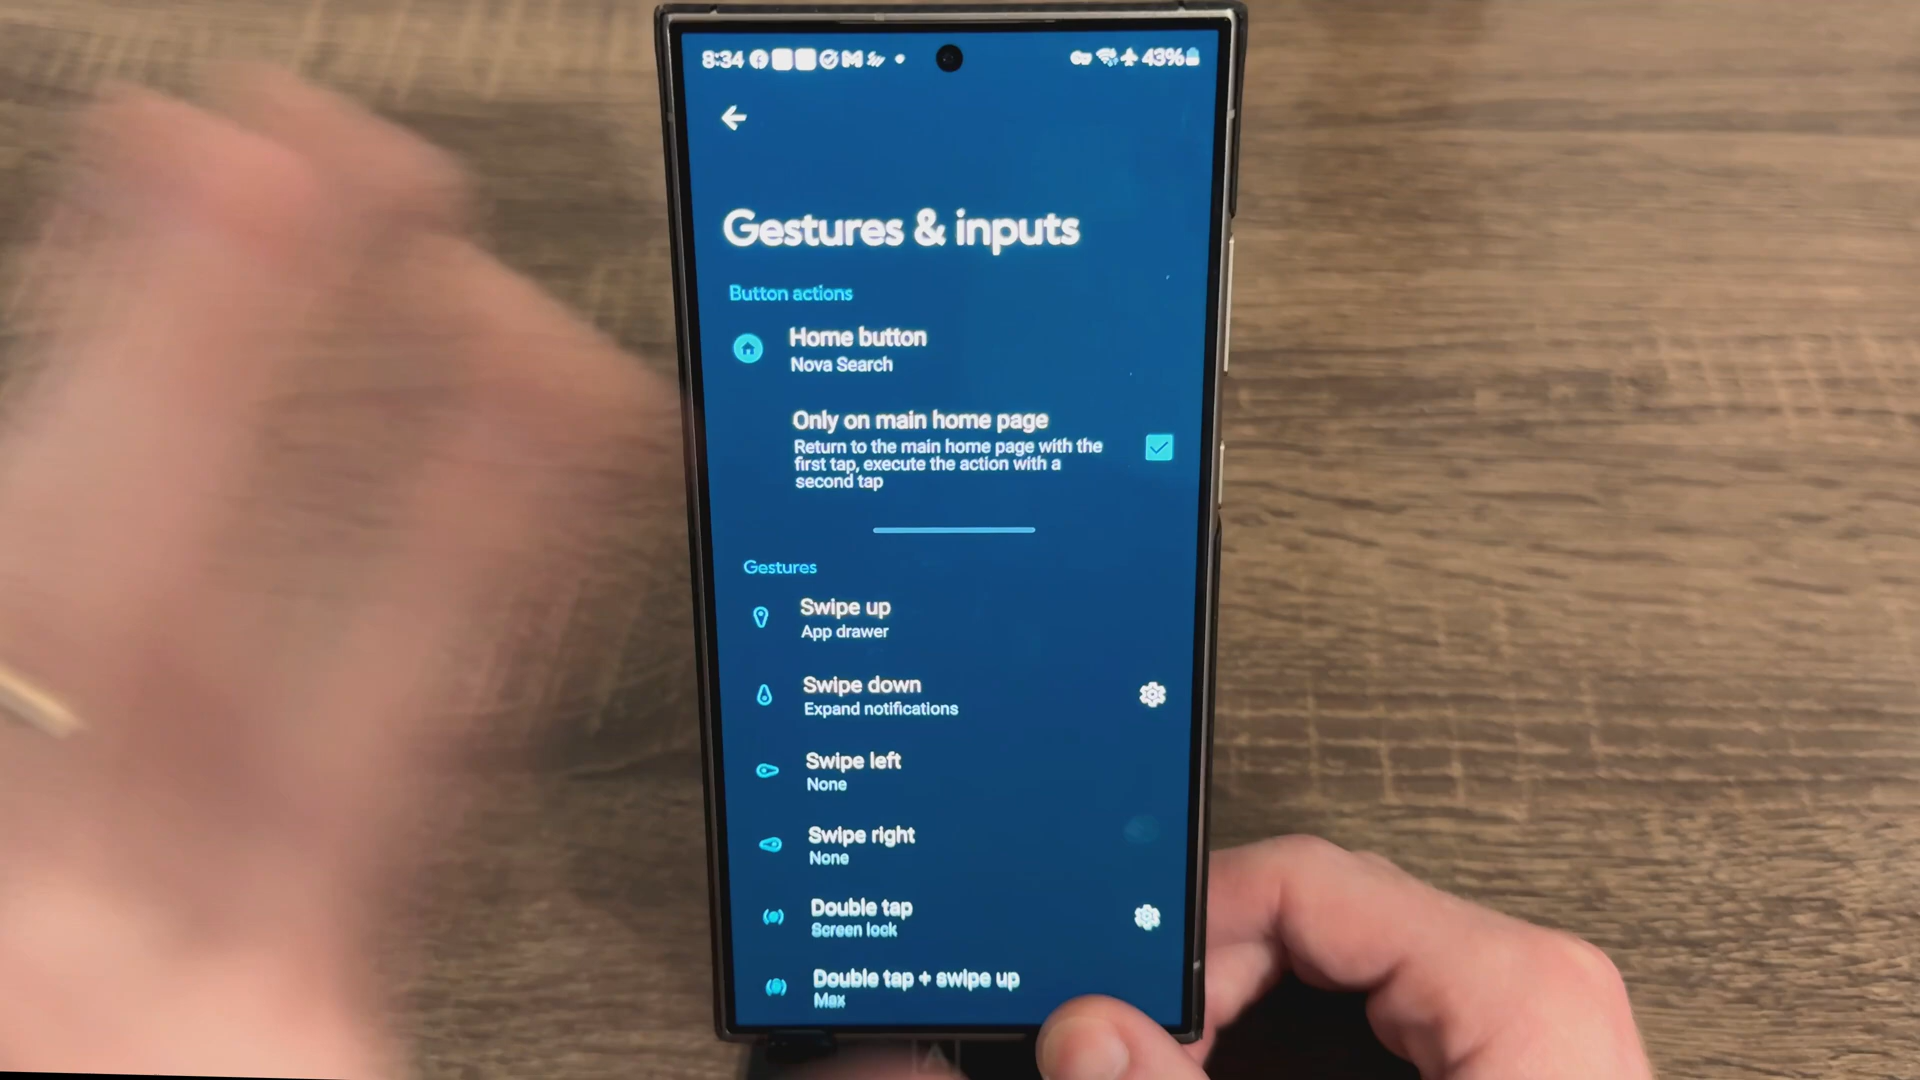 8:34 43%
Gestures & inputs
Button actions
Home button
Nova Search
Only on main home page
Return to the main home page with the
first tap, execute the action with a
second tap
Gestures
Swipe up
App drawer
Swipe down
Expand notifications
Swipe left
None
Swipe right
None
Double tap
Screen lock
Double tap + swipe up
Max